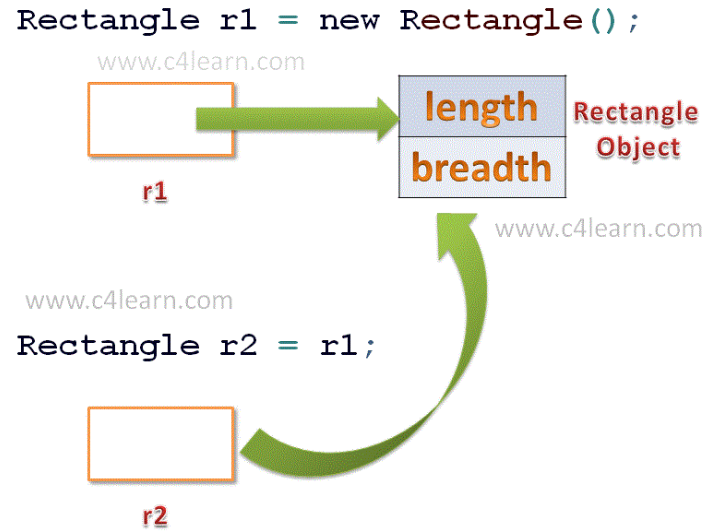 Rectangle r1 = new Rectangle();
www.c4learn.com
length
breadth
Rectangle
Object
r1
www.c4learn.com
www.c4learn.com
Rectangle r2 = r1;
r2